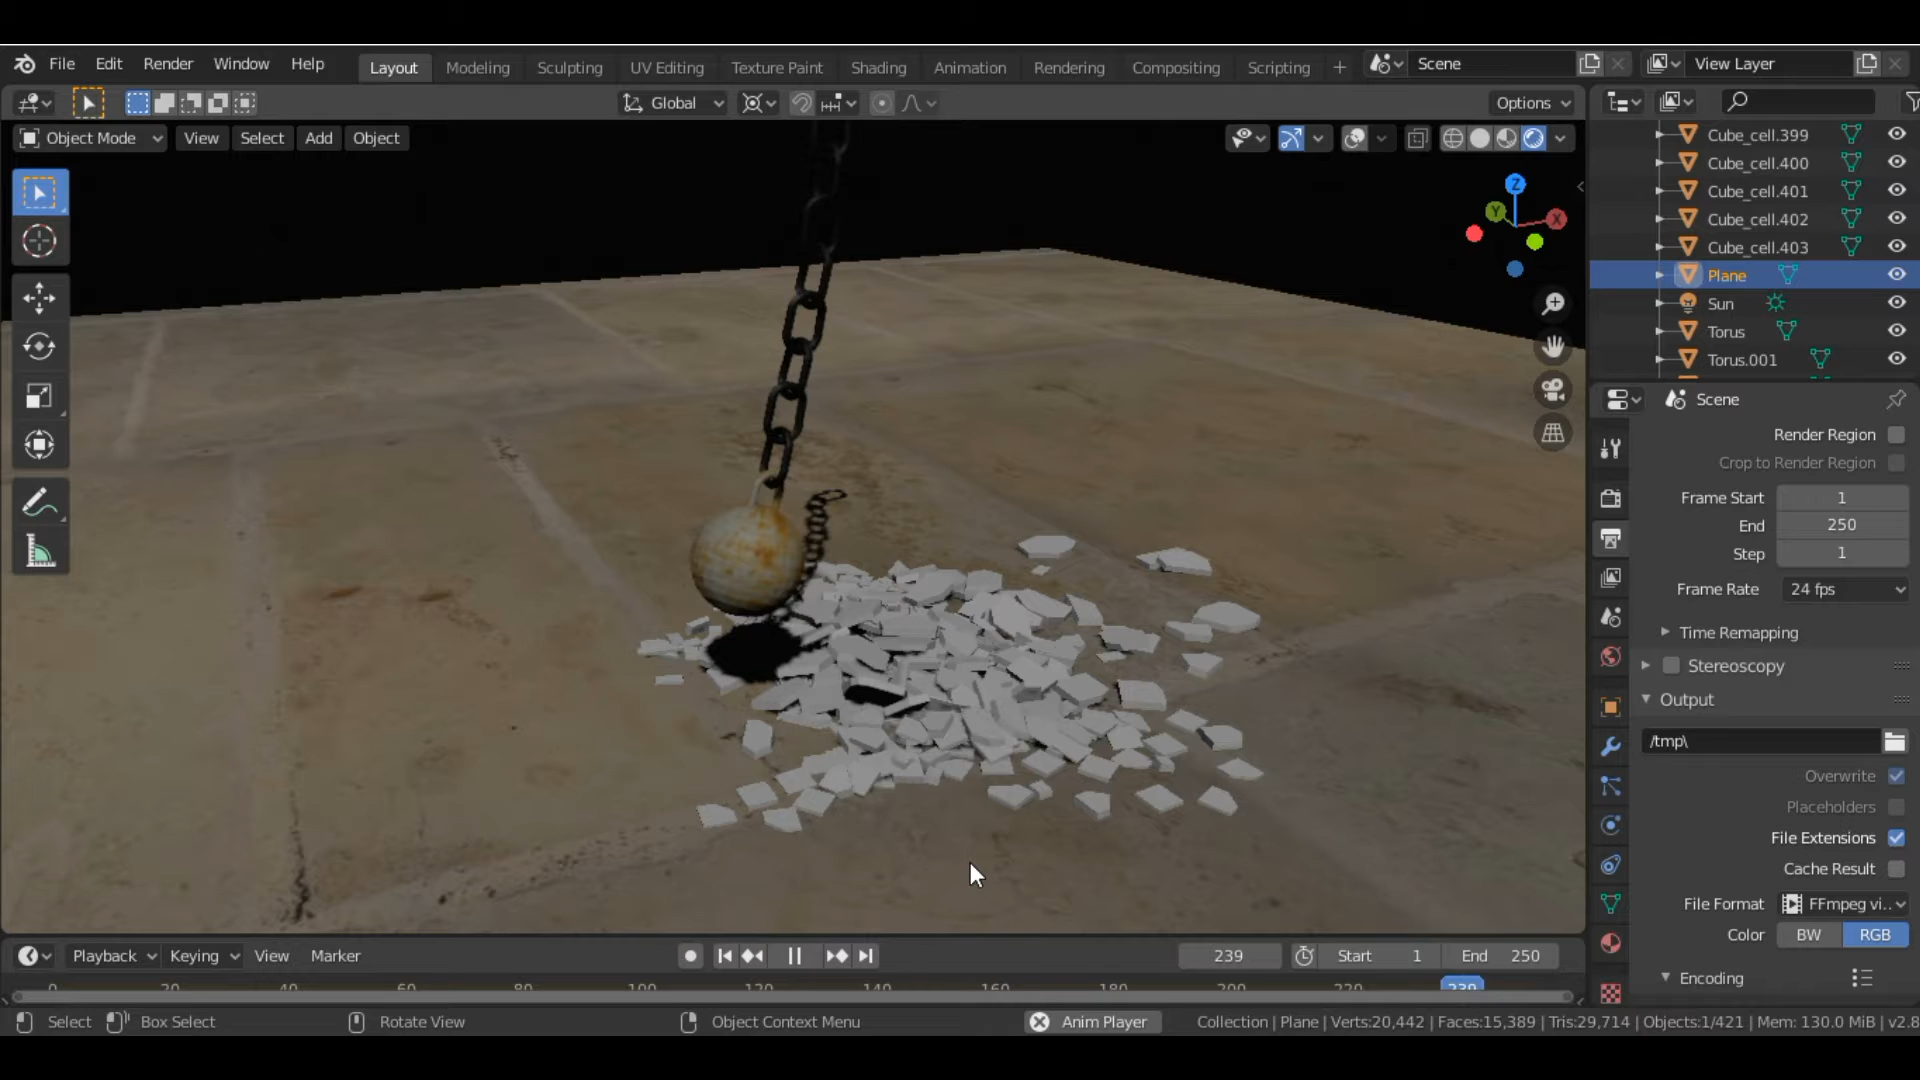 File Edit Render Window Help Layout Modeling Sculpting UV Editing Texture Paint Shading Animation Rendering Compositing Scripting + Scene View Layer
Global Options
Object Mode View Select Add Object
Z
Y
X
Cube_cell.399
Cube_cell.400
Cube_cell.401
Cube_cell.402
Cube_cell.403
Plane
Sun
Torus
Torus.001
Scene
Render Region
Crop to Render Region
Frame Start 1
End 250
Step 1
Frame Rate 24 fps
Time Remapping
Stereoscopy
Output
/tmp\
Overwrite
Placeholders
File Extensions
Cache Result
File Format FFmpeg vi..
Color BW RGB
Encoding
Playback Keying View Marker 239 Start 1 End 250
0 20 40 60 80 100 120 140 160 180 200 220 239
Select Box Select Rotate View Object Context Menu Anim Player Collection | Plane | Verts:20,442 | Faces:15,389 | Tris:29,714 | Objects:1/421 | Mem: 130.0 MiB | v2.8